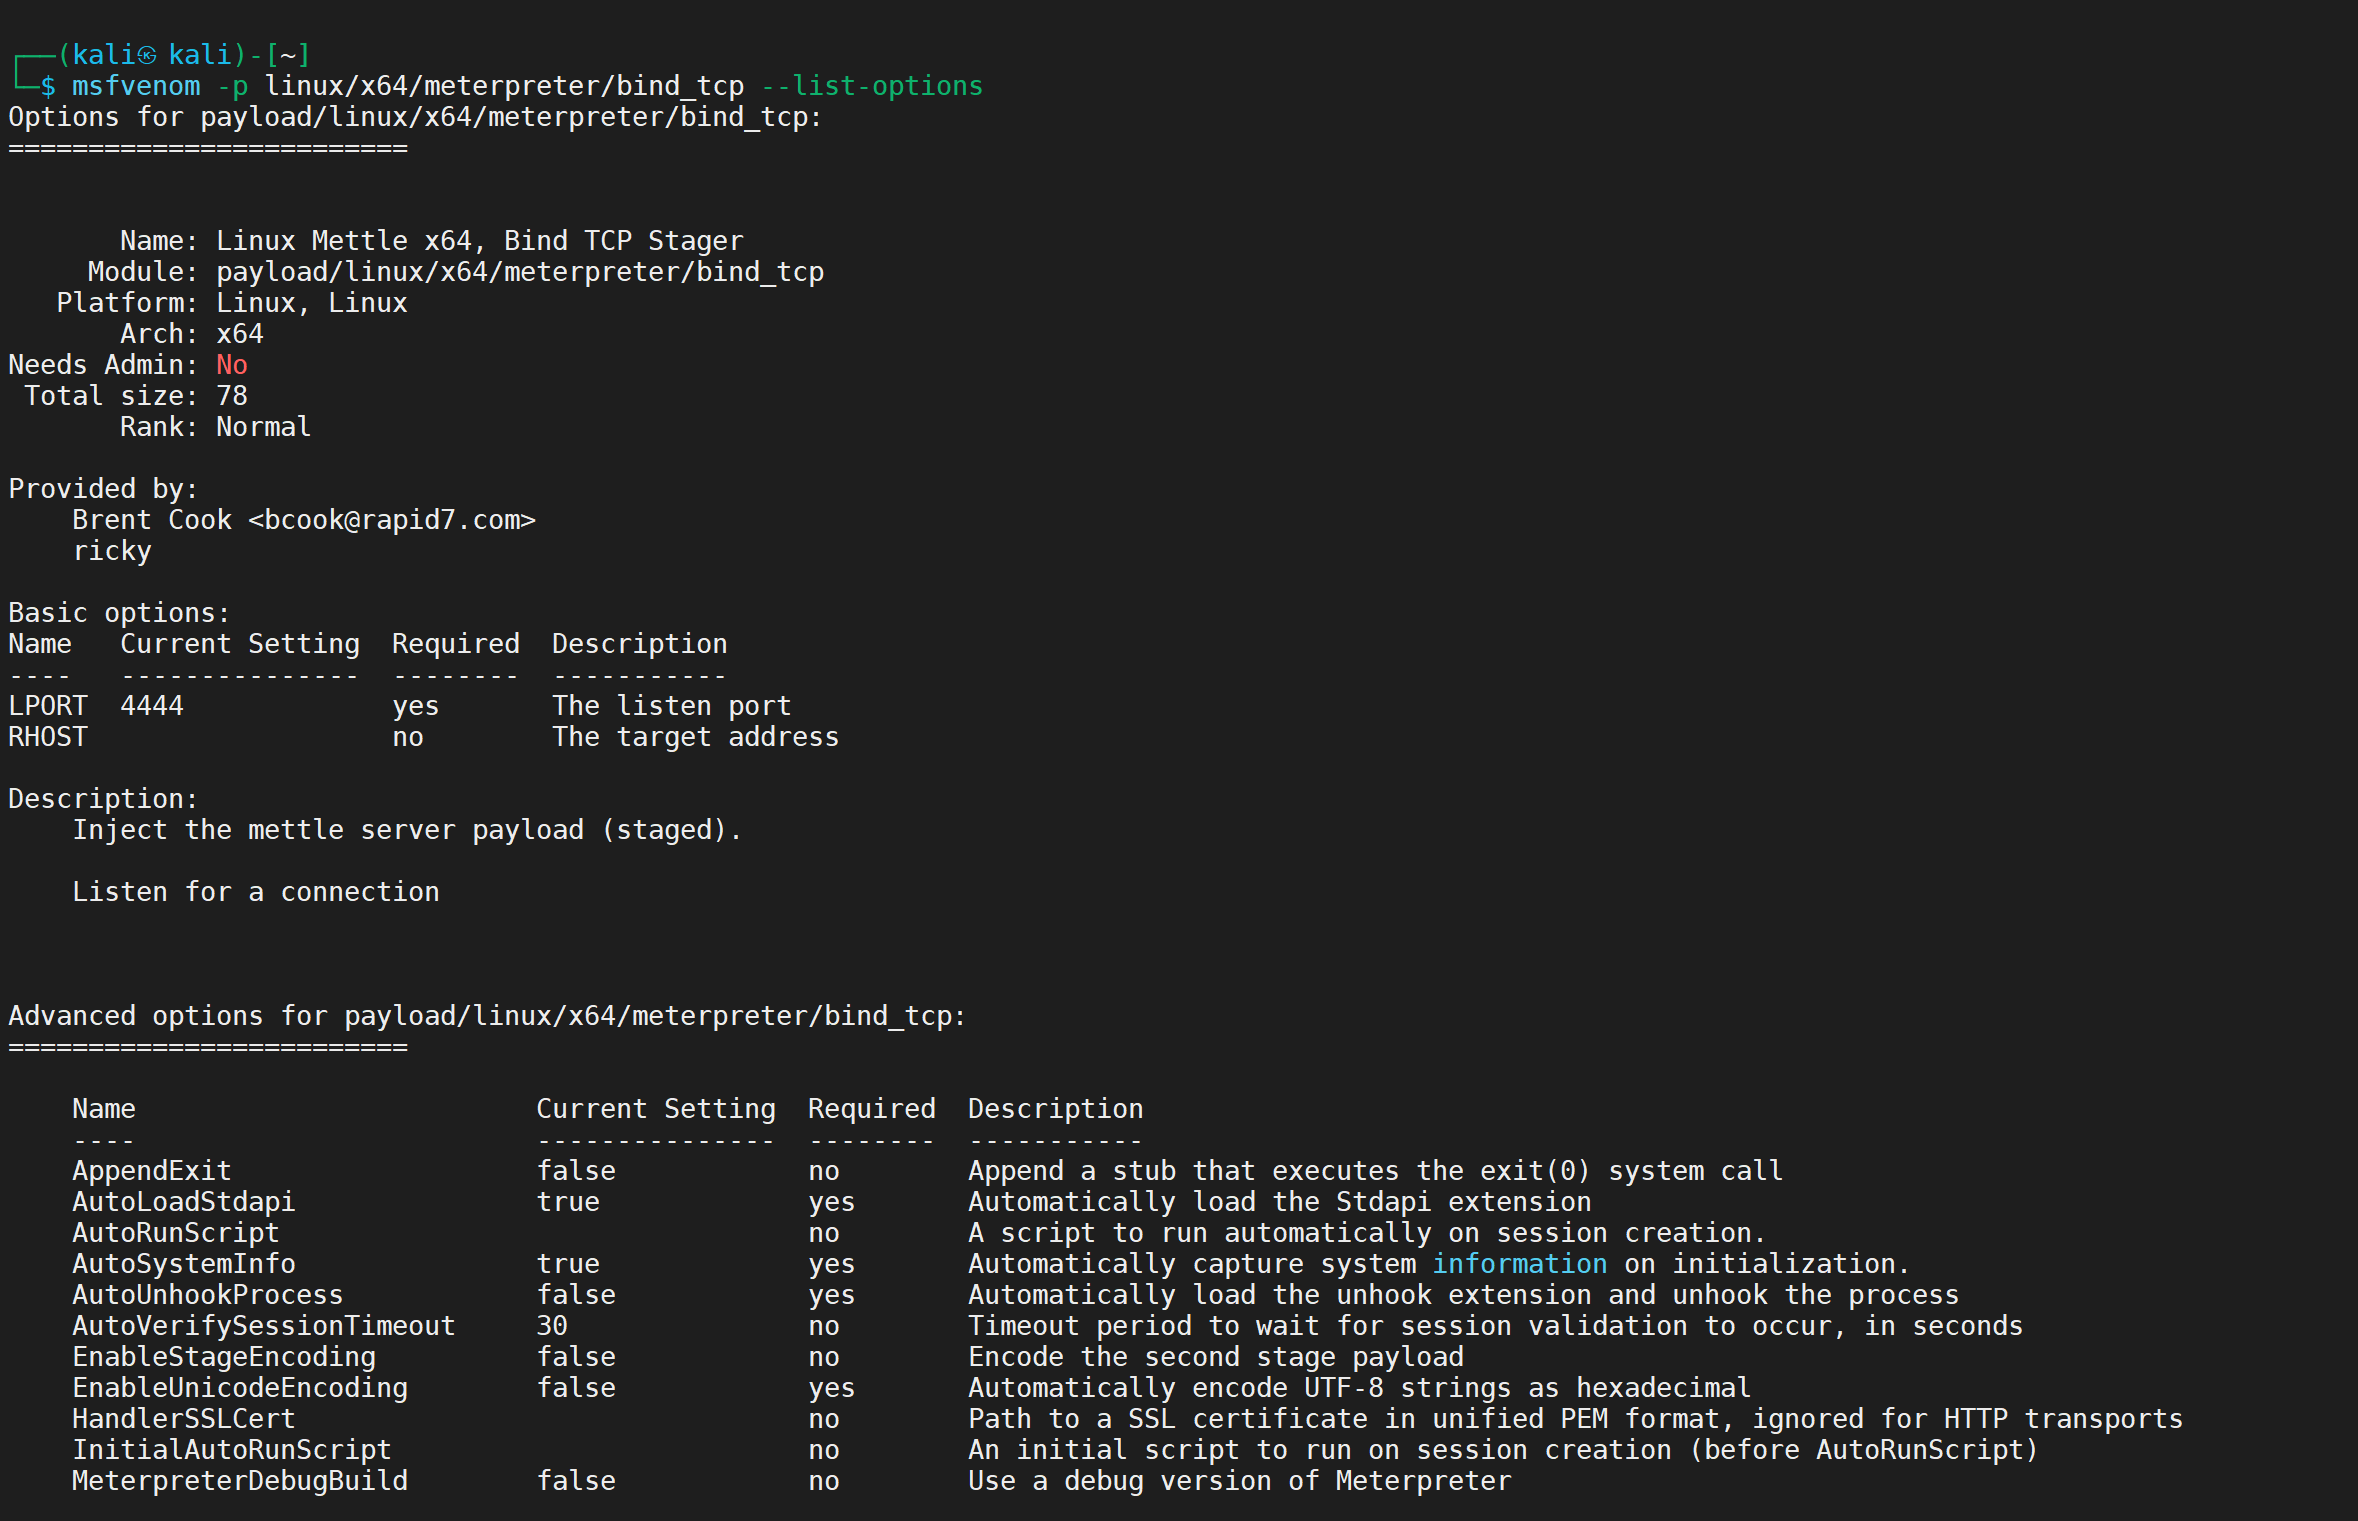 ┌──(kali㉿kali)-[~]
└─$ msfvenom -p linux/x64/meterpreter/bind_tcp --list-options
Options for payload/linux/x64/meterpreter/bind_tcp:
=========================
Name: Linux Mettle x64, Bind TCP Stager
Module: payload/linux/x64/meterpreter/bind_tcp
Platform: Linux, Linux
Arch: x64
Needs Admin: No
Total size: 78
Rank: Normal
Provided by:
Brent Cook <bcook@rapid7.com>
ricky
Basic options:
Name   Current Setting  Required  Description
----   ---------------  --------  -----------
LPORT  4444             yes       The listen port
RHOST                   no        The target address
Description:
Inject the mettle server payload (staged).
Listen for a connection
Advanced options for payload/linux/x64/meterpreter/bind_tcp:
=========================
Name                         Current Setting  Required  Description
----                         ---------------  --------  -----------
AppendExit                   false            no        Append a stub that executes the exit(0) system call
AutoLoadStdapi               true             yes       Automatically load the Stdapi extension
AutoRunScript                                 no        A script to run automatically on session creation.
AutoSystemInfo               true             yes       Automatically capture system information on initialization.
AutoUnhookProcess            false            yes       Automatically load the unhook extension and unhook the process
AutoVerifySessionTimeout     30               no        Timeout period to wait for session validation to occur, in seconds
EnableStageEncoding          false            no        Encode the second stage payload
EnableUnicodeEncoding        false            yes       Automatically encode UTF-8 strings as hexadecimal
HandlerSSLCert                                no        Path to a SSL certificate in unified PEM format, ignored for HTTP transports
InitialAutoRunScript                          no        An initial script to run on session creation (before AutoRunScript)
MeterpreterDebugBuild        false            no        Use a debug version of Meterpreter